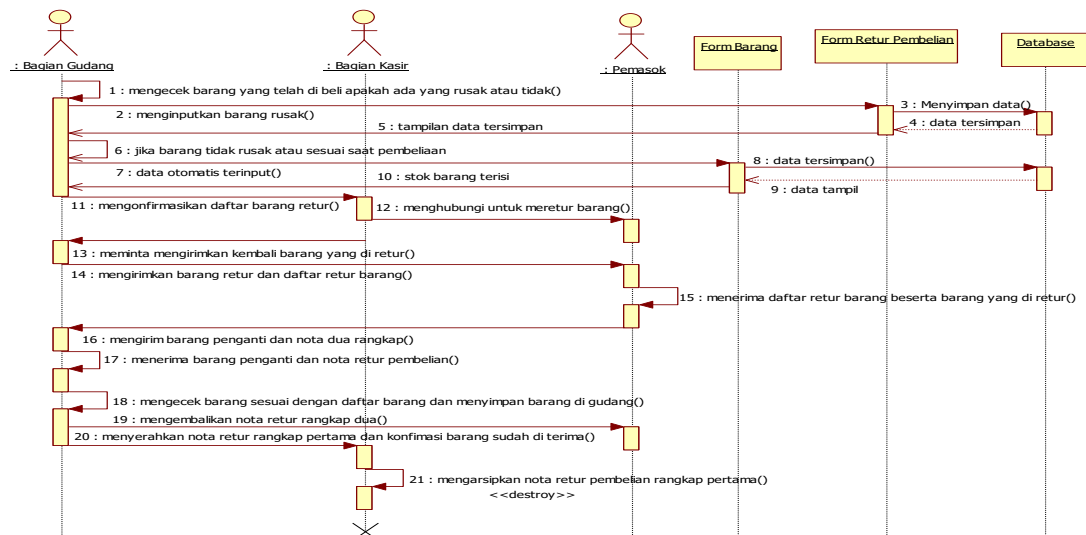 : Bagian Gudang
: Bagian Kasir
: Pemasok
Form Barang
Form Retur Pembelian
Database
1 : mengecek barang yang telah di beli apakah ada yang rusak atau tidak()
2 : menginputkan barang rusak()
3 : Menyimpan data()
4 : data tersimpan
5 : tampilan data tersimpan
6 : jika barang tidak rusak atau sesuai saat pembeliaan
7 : data otomatis terinput()
8 : data tersimpan()
9 : data tampil
10 : stok barang terisi
11 : mengonfirmasikan daftar barang retur()
12 : menghubungi untuk meretur barang()
13 : meminta mengirimkan kembali barang yang di retur()
14 : mengirimkan barang retur dan daftar retur barang()
15 : menerima daftar retur barang beserta barang yang di retur()
16 : mengirim barang penganti dan nota dua rangkap()
17 : menerima barang penganti dan nota retur pembelian()
18 : mengecek barang sesuai dengan daftar barang dan menyimpan barang di gudang()
19 : mengembalikan nota retur rangkap dua()
20 : menyerahkan nota retur rangkap pertama dan konfimasi barang sudah di terima()
21 : mengarsipkan nota retur pembelian rangkap pertama()
<<destroy>>